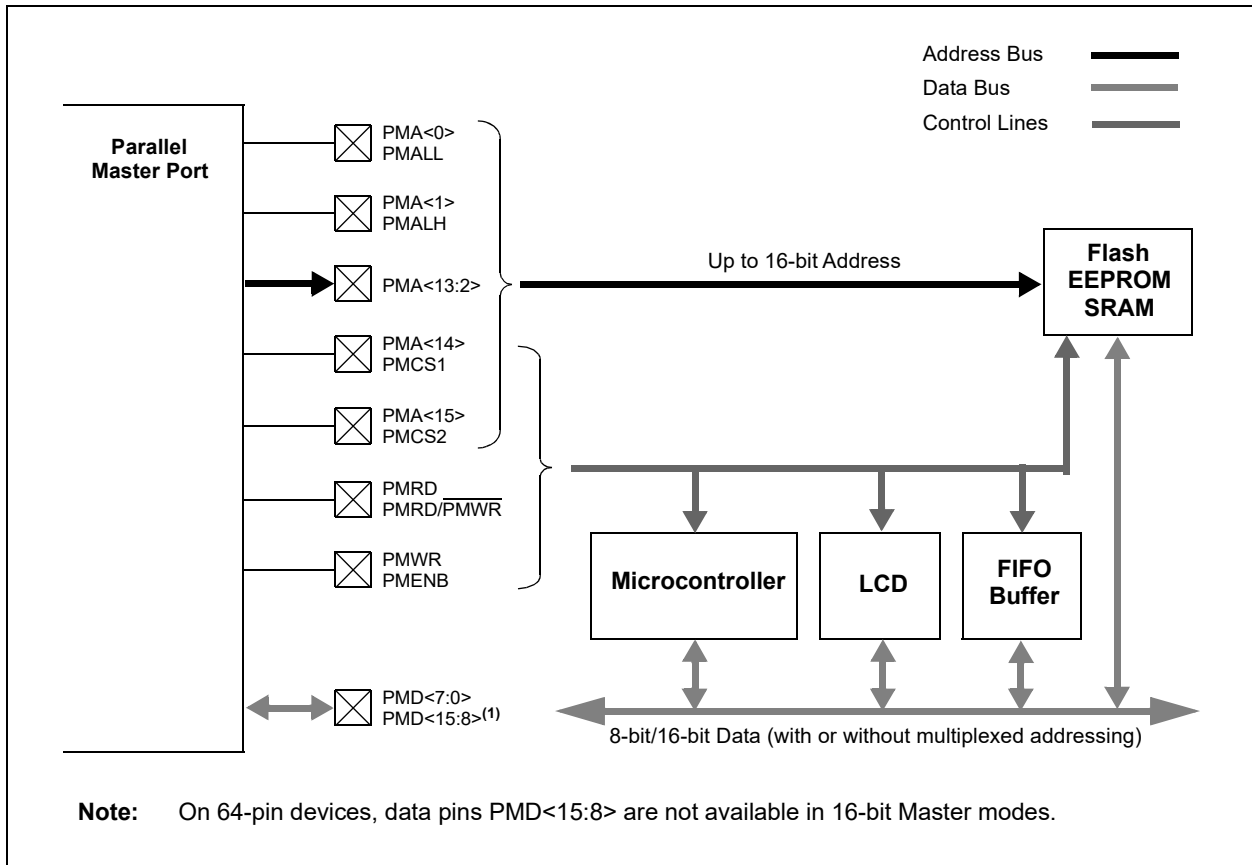 Address Bus
Data Bus
Control Lines
Parallel
Master Port
PMA<0>
PMALL
PMA<1>
PMALH
PMA<13:2>
PMA<14>
PMCS1
PMA<15>
PMCS2
PMRD
PMRD/PMWR
PMWR
PMENB
PMD<7:0>
PMD<15:8>(1)
Up to 16-bit Address
Flash
EEPROM
SRAM
Microcontroller
LCD
FIFO
Buffer
8-bit/16-bit Data (with or without multiplexed addressing)
Note: On 64-pin devices, data pins PMD<15:8> are not available in 16-bit Master modes.